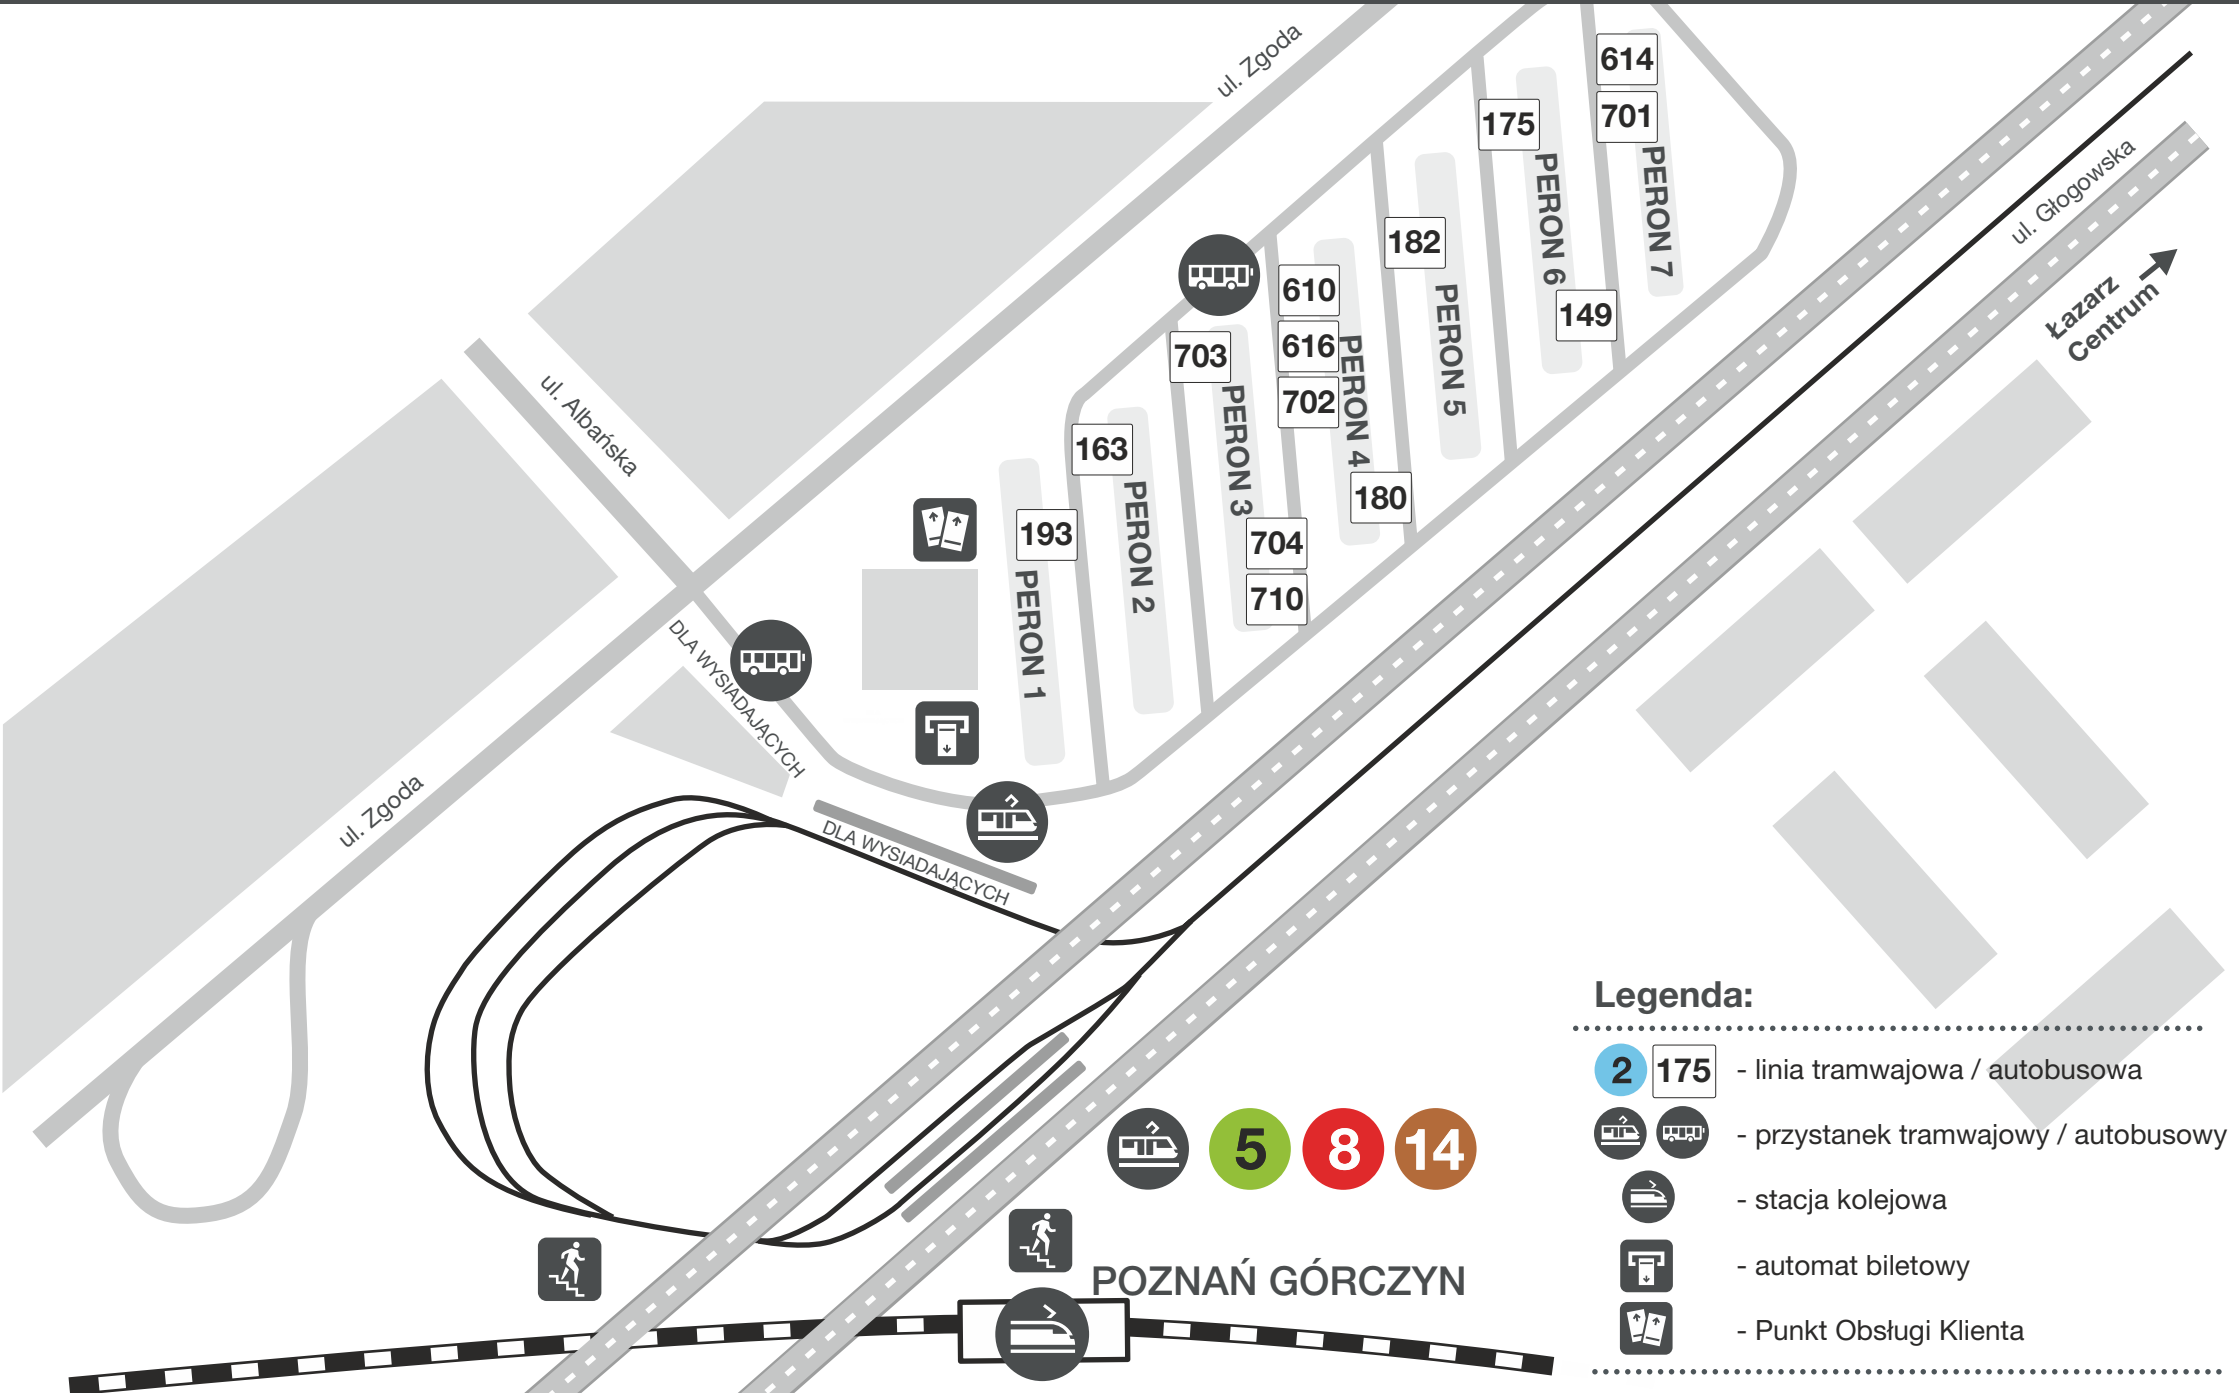 ul. Zgoda
614
701
PERON 7
175
PERON 6
149
182
PERON 5
610
616
702
PERON 4
180
703
PERON 3
704
710
163
PERON 2
193
PERON 1
ul. Albańska
DLA WYSIADAJĄCYCH
DLA WYSIADAJĄCYCH
ul. Zgoda
ul. Głogowska
Łazarz
Centrum
5
8
14
POZNAŃ GÓRCZYN
Legenda:
2 175 - linia tramwajowa / autobusowa
- przystanek tramwajowy / autobusowy
- stacja kolejowa
- automat biletowy
- Punkt Obsługi Klienta